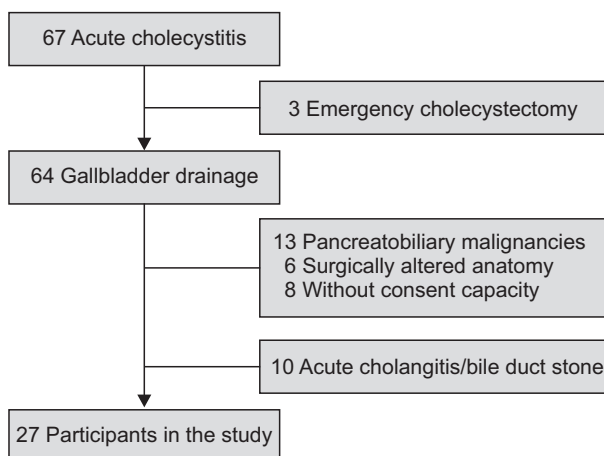 67 Acute cholecystitis
3 Emergency cholecystectomy
64 Gallbladder drainage
13 Pancreatobiliary malignancies
6 Surgically altered anatomy
8 Without consent capacity
10 Acute cholangitis/bile duct stone
27 Participants in the study